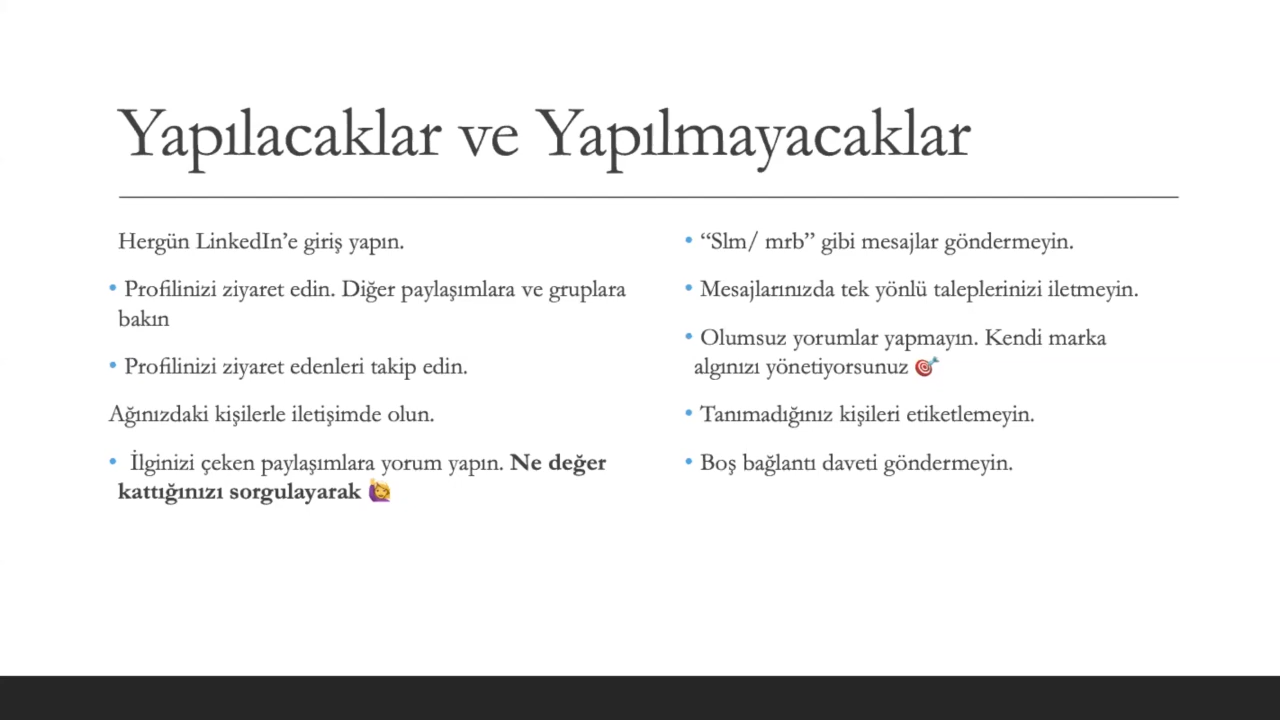 Yapılacaklar ve Yapılmayacaklar
Hergün LinkedIn’e giriş yapın.
• Profilinizi ziyaret edin. Diğer paylaşımlara ve gruplara
bakın
• Profilinizi ziyaret edenleri takip edin.
Ağınızdaki kişilerle iletişimde olun.
• İlginizi çeken paylaşımlara yorum yapın. Ne değer
kattığınızı sorgulayarak 🙋‍♀️
• “Slm/ mrb” gibi mesajlar göndermeyin.
• Mesajlarınızda tek yönlü taleplerinizi iletmeyin.
• Olumsuz yorumlar yapmayın. Kendi marka
algınızı yönetiyorsunuz 🎯
• Tanımadığınız kişileri etiketlemeyin.
• Boş bağlantı daveti göndermeyin.